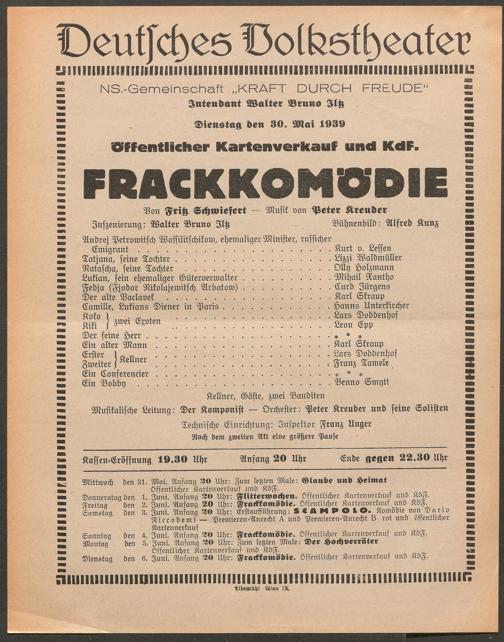 Deutsches Volkstheater
NS.-Gemeinschaft „KRAFT DURCH FREUDE"
Intendant Walter Bruno Iltz
Dienstag den 30. Mai 1939
Öffentlicher Kartenverkauf und KdF.
FRACKKOMÖDIE
Von Fritz Schwiefert — Musik von Peter Kreuder
Inszenierung: Walter Bruno Iltz Bühnenbild: Alfred Kunz
Andrej Petrowitsch Wassilitschikow, ehemaliger Minister, russischer
Emigrant . . . . Kurt v. Lessen
Tatjana, seine Tochter . . . . Lizzi Waldmüller
Natascha, seine Tochter . . . . Olly Holzmann
Lukian, sein ehemaliger Güterverwalter . . . . Mihail Xantho
Fedja (Fjodor Nikolajewitsch Arbatow) . . . . Curd Jürgens
Der alte Vaclavek . . . . Karl Skraup
Camille, Lukians Diener in Paris . . . . Hanns Unterkircher
Koko } zwei Exoten . . . . Lars Doddenhof
Kiki . . . . Leon Epp
Der feine Herr . . . . * * *
Ein alter Mann . . . . Karl Skraup
Erster } Kellner . . . . Lars Doddenhof
Zweiter . . . . Franz Tamele
Ein Conferencier . . . . * * *
Ein Bobby . . . . Benno Smytt
Kellner, Gäste, zwei Banditen
Musikalische Leitung: Der Komponist — Orchester: Peter Kreuder und seine Solisten
Technische Einrichtung: Inspektor Franz Unger
Nach dem zweiten Akt eine größere Pause
Kassen-Eröffnung 19.30 Uhr Anfang 20 Uhr Ende gegen 22.30 Uhr
Mittwoch den 31. Mai. Anfang 20 Uhr: Zum letzten Male: Glaube und Heimat
Öffentlicher Kartenverkauf und KdF.
Donnerstag den 1. Juni. Anfang 20 Uhr: Flitterwochen. Öffentlicher Kartenverkauf und KdF.
Freitag den 2. Juni. Anfang 20 Uhr: Frackkomödie. Öffentlicher Kartenverkauf und KdF.
Samstag den 3. Juni. Anfang 20 Uhr: Erstaufführung: SCAMPOLO. Komödie von Dario
Niccodemi — Premieren-Anrecht A und Premieren-Anrecht B rot und öffentlicher
Kartenverkauf
Sonntag den 4. Juni. Anfang 20 Uhr: Frackkomödie. Öffentlicher Kartenverkauf und KdF.
Montag den 5. Juni. Anfang 20 Uhr: Zum letzten Male: Der Hochverräter
Öffentlicher Kartenverkauf und KdF.
Dienstag den 6. Juni. Anfang 20 Uhr: Frackkomödie. Öffentlicher Kartenverkauf und KdF.
Wien IX.